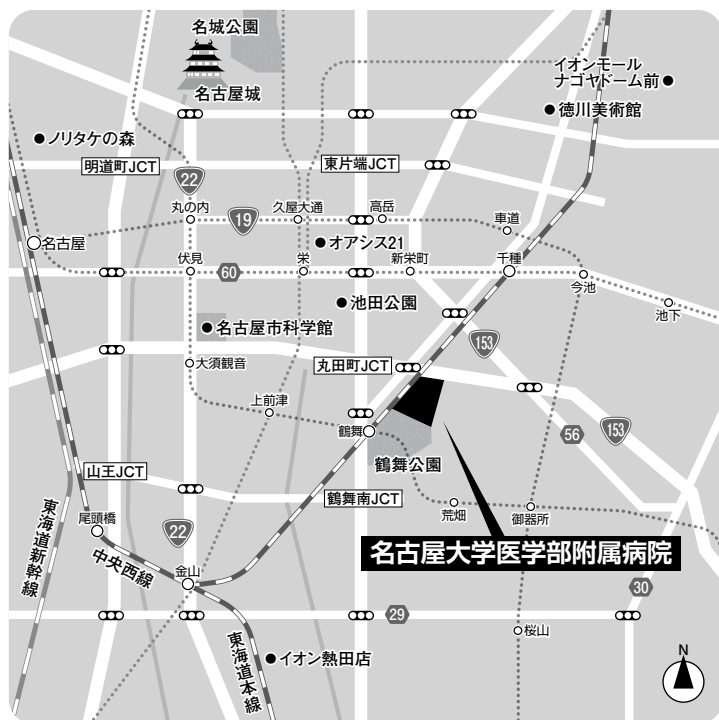 名城公園
名古屋城
イオンモール
ナゴヤドーム前
徳川美術館
ノリタケの森
明道町JCT
22
東片端JCT
丸の内
19
久屋大通
高岳
車道
名古屋
オアシス21
伏見
60
栄
新栄町
千種
今池
池下
池田公園
名古屋市科学館
153
大須観音
丸田町JCT
上前津
鶴舞
56
153
鶴舞公園
山王JCT
鶴舞南JCT
荒畑
御器所
尾頭橋
22
東海道新幹線
中央西線
金山
名古屋大学医学部附属病院
30
29
桜山
東海道本線
イオン熱田店
N